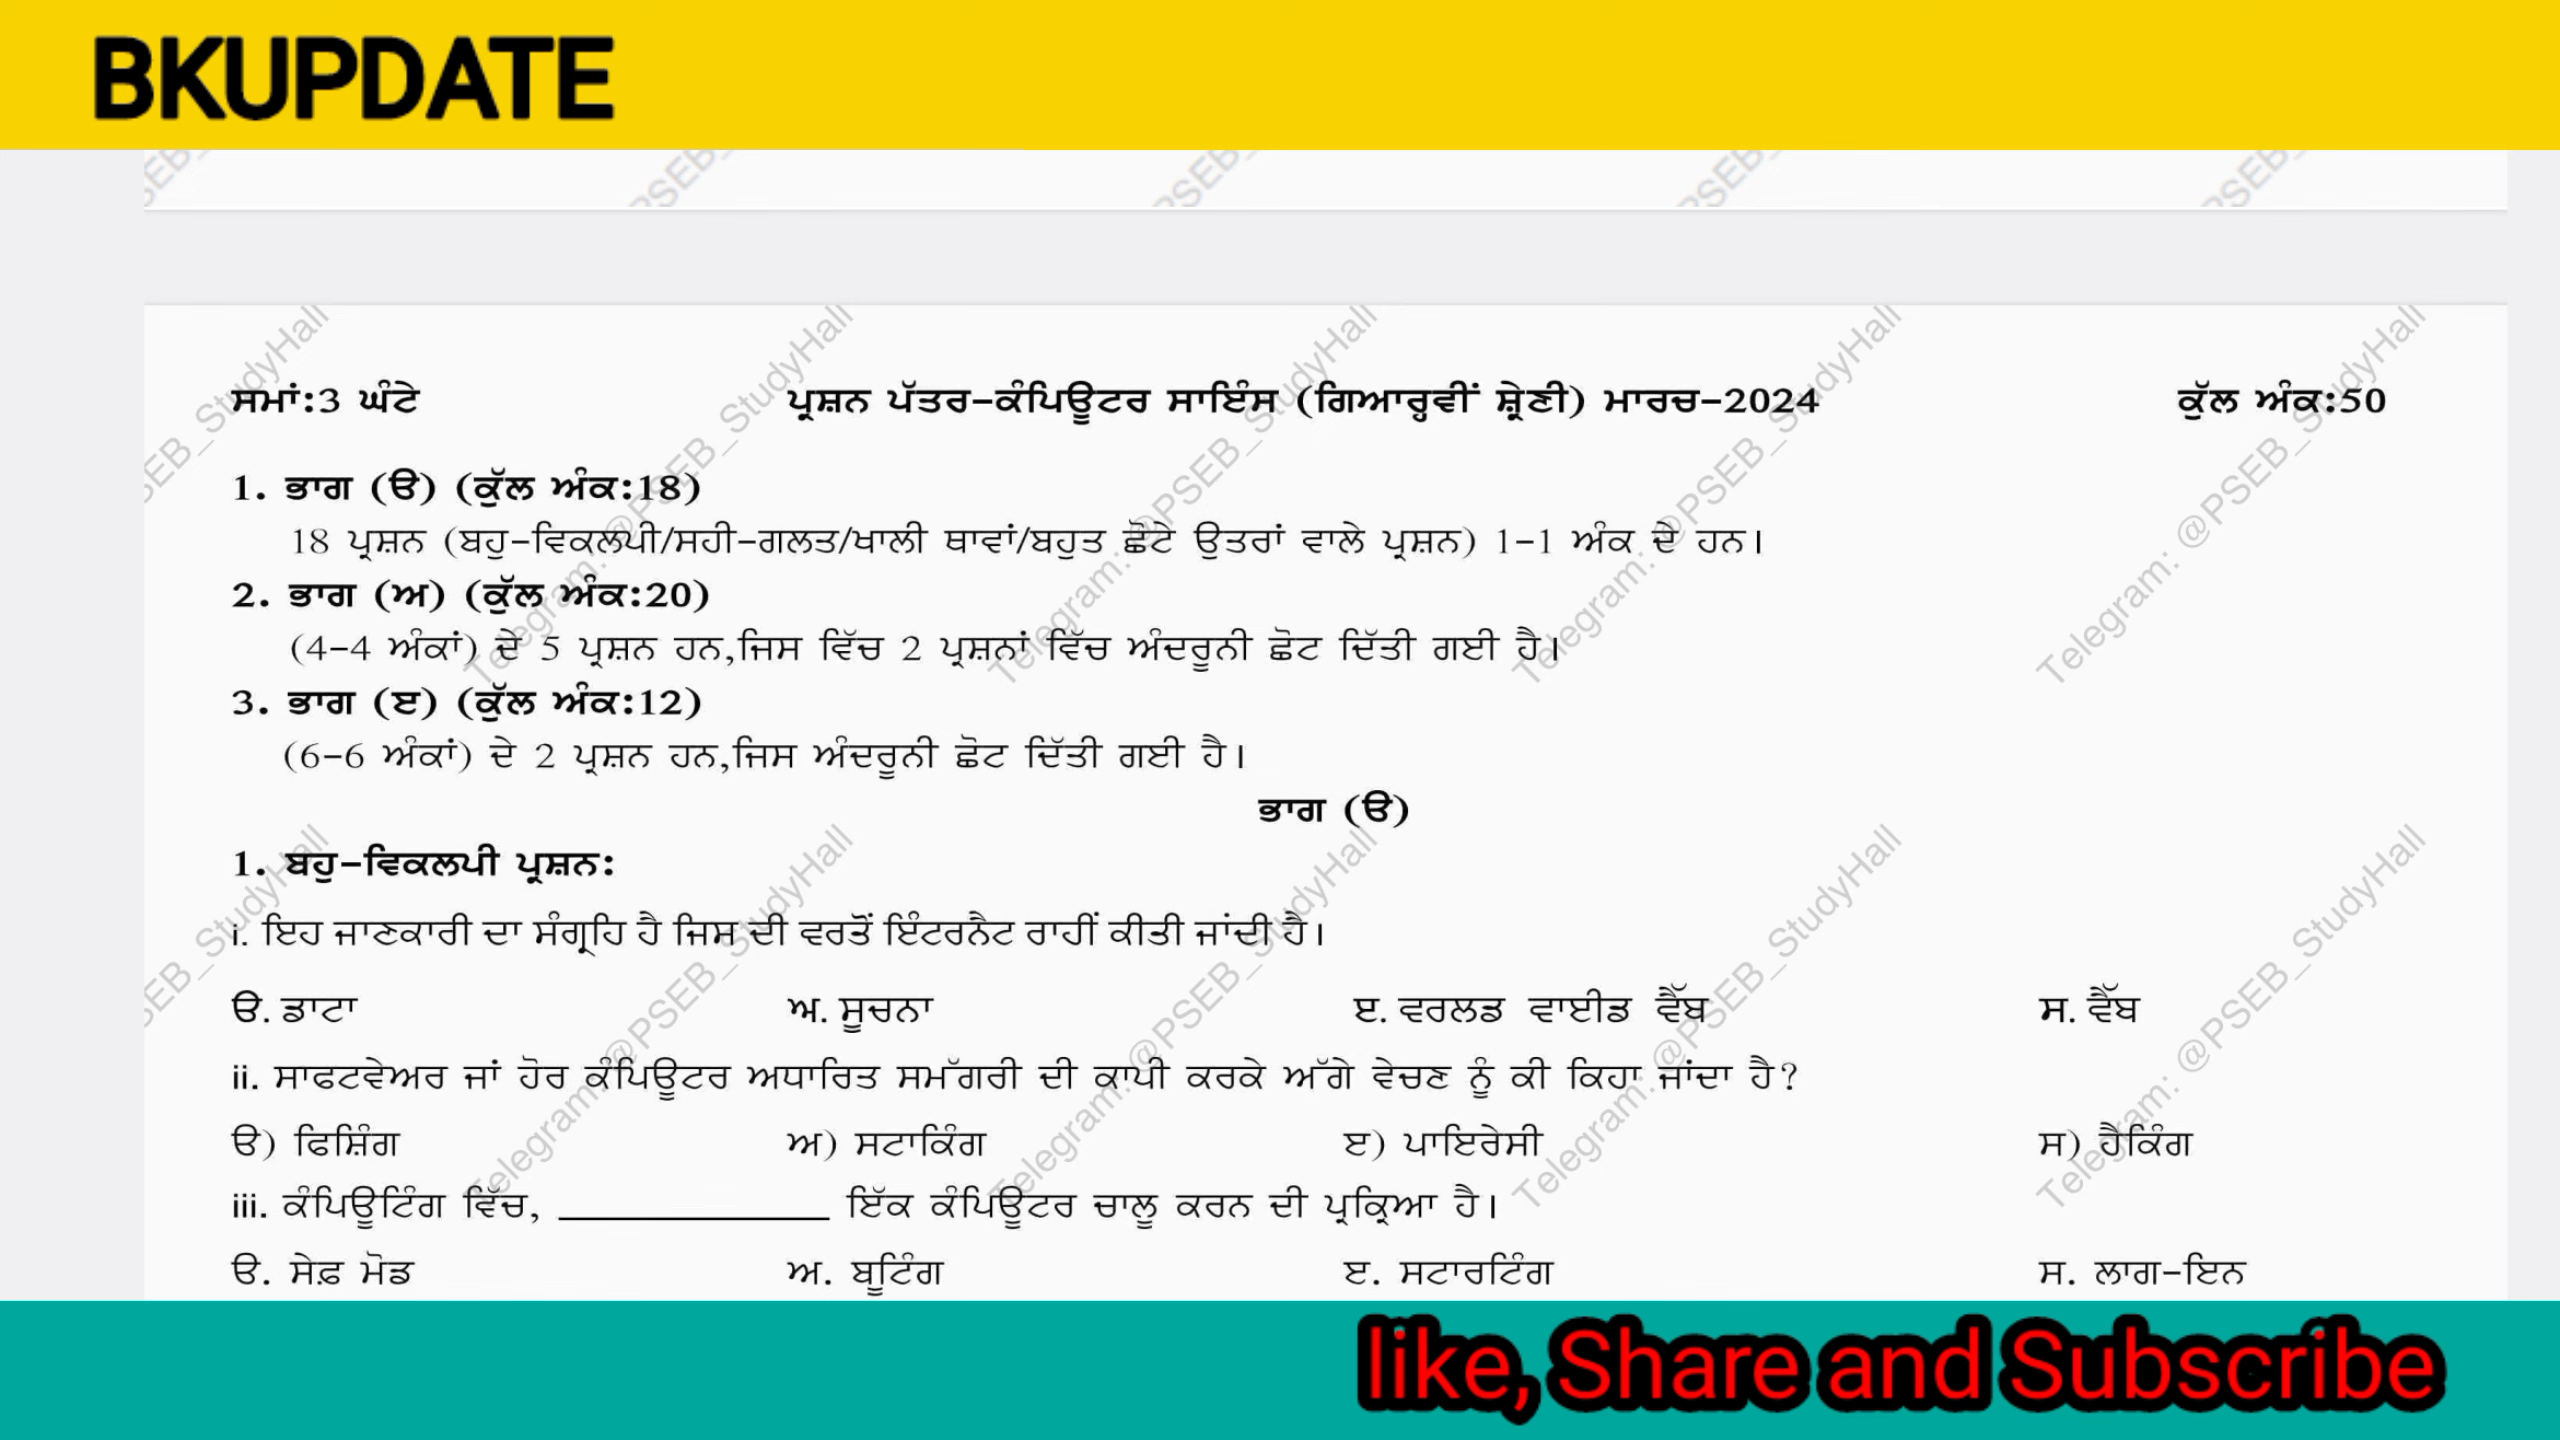 BKUPDATE
ਸਮਾਂ:3 ਘੰਟੇ ਪ੍ਰਸ਼ਨ ਪੱਤਰ-ਕੰਪਿਊਟਰ ਸਾਇੰਸ (ਗਿਆਰ੍ਹਵੀਂ ਸ਼੍ਰੇਣੀ) ਮਾਰਚ-2024 ਕੁੱਲ ਅੰਕ:50
1. ਭਾਗ (ੳ) (ਕੁੱਲ ਅੰਕ:18)
18 ਪ੍ਰਸ਼ਨ (ਬਹੁ-ਵਿਕਲਪੀ/ਸਹੀ-ਗਲਤ/ਖਾਲੀ ਥਾਵਾਂ/ਬਹੁਤ ਛੋਟੇ ਉਤਰਾਂ ਵਾਲੇ ਪ੍ਰਸ਼ਨ) 1-1 ਅੰਕ ਦੇ ਹਨ।
2. ਭਾਗ (ਅ) (ਕੁੱਲ ਅੰਕ:20)
(4-4 ਅੰਕਾਂ) ਦੇ 5 ਪ੍ਰਸ਼ਨ ਹਨ,ਜਿਸ ਵਿੱਚ 2 ਪ੍ਰਸ਼ਨਾਂ ਵਿੱਚ ਅੰਦਰੂਨੀ ਛੋਟ ਦਿੱਤੀ ਗਈ ਹੈ।
3. ਭਾਗ (ੲ) (ਕੁੱਲ ਅੰਕ:12)
(6-6 ਅੰਕਾਂ) ਦੇ 2 ਪ੍ਰਸ਼ਨ ਹਨ,ਜਿਸ ਅੰਦਰੂਨੀ ਛੋਟ ਦਿੱਤੀ ਗਈ ਹੈ।
ਭਾਗ (ੳ)
1. ਬਹੁ-ਵਿਕਲਪੀ ਪ੍ਰਸ਼ਨ:
i. ਇਹ ਜਾਣਕਾਰੀ ਦਾ ਸੰਗ੍ਰਹਿ ਹੈ ਜਿਸ ਦੀ ਵਰਤੋਂ ਇੰਟਰਨੈਟ ਰਾਹੀਂ ਕੀਤੀ ਜਾਂਦੀ ਹੈ।
ੳ. ਡਾਟਾ ਅ. ਸੂਚਨਾ ੲ. ਵਰਲਡ ਵਾਈਡ ਵੈੱਬ ਸ. ਵੈੱਬ
ii. ਸਾਫਟਵੇਅਰ ਜਾਂ ਹੋਰ ਕੰਪਿਊਟਰ ਅਧਾਰਿਤ ਸਮੱਗਰੀ ਦੀ ਕਾਪੀ ਕਰਕੇ ਅੱਗੇ ਵੇਚਣ ਨੂੰ ਕੀ ਕਿਹਾ ਜਾਂਦਾ ਹੈ?
ੳ) ਫਿਸ਼ਿੰਗ ਅ) ਸਟਾਕਿੰਗ ੲ) ਪਾਇਰੇਸੀ ਸ) ਹੈਕਿੰਗ
iii. ਕੰਪਿਊਟਿੰਗ ਵਿੱਚ, ____________ ਇੱਕ ਕੰਪਿਊਟਰ ਚਾਲੂ ਕਰਨ ਦੀ ਪ੍ਰਕ੍ਰਿਆ ਹੈ।
ੳ. ਸੇਫ਼ ਮੋਡ ਅ. ਬੂਟਿੰਗ ੲ. ਸਟਾਰਟਿੰਗ ਸ. ਲਾਗ-ਇਨ
Telegram: @PSEB_StudyHall
like, Share and Subscribe